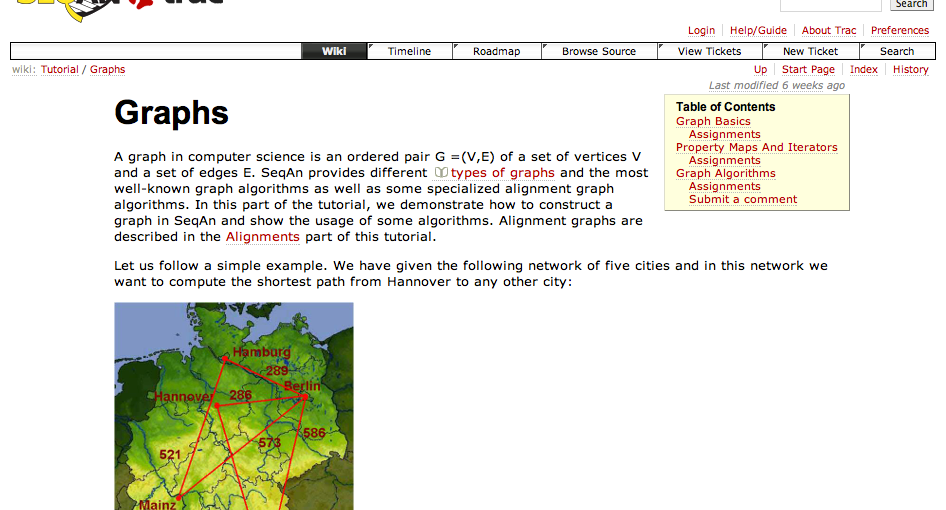 Search
Login Help/Guide About Trac Preferences
Wiki Timeline Roadmap Browse Source View Tickets New Ticket Search
wiki: Tutorial / Graphs
Up Start Page Index History
Last modified 6 weeks ago
Graphs
A graph in computer science is an ordered pair G =(V,E) of a set of vertices V
and a set of edges E. SeqAn provides different types of graphs and the most
well-known graph algorithms as well as some specialized alignment graph
algorithms. In this part of the tutorial, we demonstrate how to construct a
graph in SeqAn and show the usage of some algorithms. Alignment graphs are
described in the Alignments part of this tutorial.
Table of Contents
Graph Basics
Assignments
Property Maps And Iterators
Assignments
Graph Algorithms
Assignments
Submit a comment
Let us follow a simple example. We have given the following network of five cities and in this network we
want to compute the shortest path from Hannover to any other city:
Hamburg
289
Berlin
Hannover 286
586
573
521
Mainz